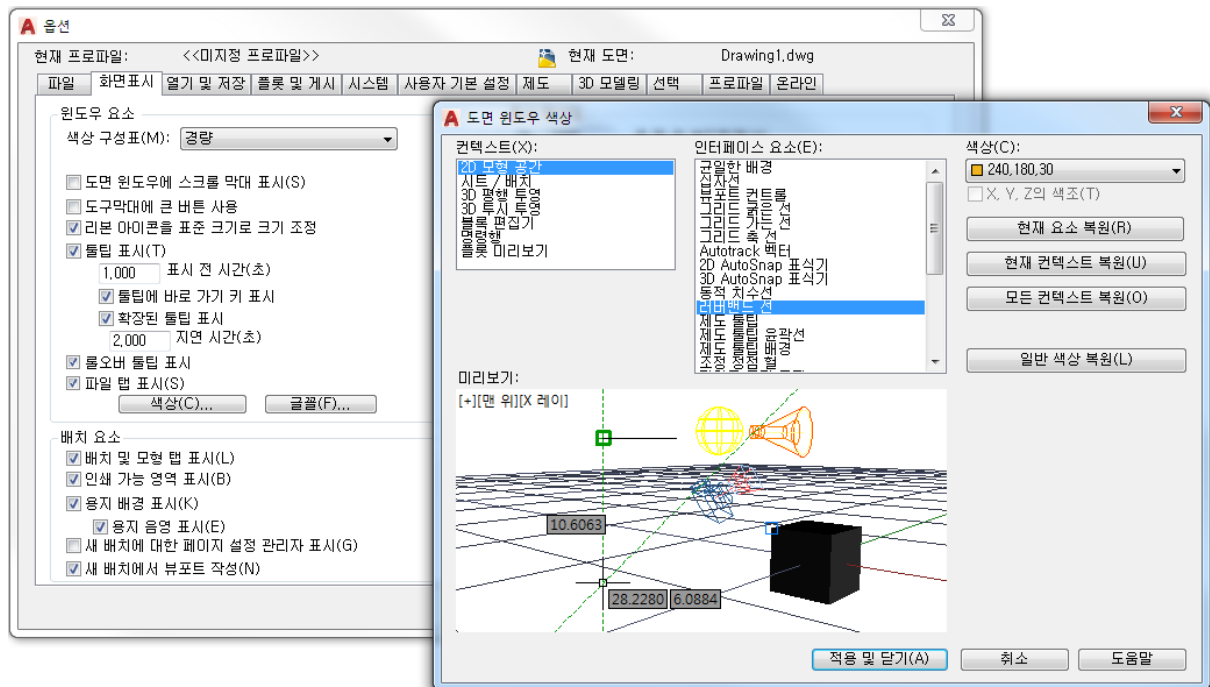 옵션
현재 프로파일: <<미지정 프로파일>> 현재 도면: Drawing1.dwg
파일 화면표시 열기 및 저장 플롯 및 게시 시스템 사용자 기본 설정 제도 3D 모델링 선택 프로파일 온라인
윈도우 요소
색상 구성표(M): 경량
도면 윈도우에 스크롤 막대 표시(S)
도구막대에 큰 버튼 사용
리본 아이콘을 표준 크기로 크기 조정
툴팁 표시(T)
1.000 표시 전 시간(초)
툴팁에 바로 가기 키 표시
확장된 툴팁 표시
2.000 지연 시간(초)
롤오버 툴팁 표시
파일 탭 표시(S)
색상(C)... 글꼴(F)...
배치 요소
배치 및 모형 탭 표시(L)
인쇄 가능 영역 표시(B)
용지 배경 표시(K)
용지 음영 표시(E)
새 배치에 대한 페이지 설정 관리자 표시(G)
새 배치에서 뷰포트 작성(N)
도면 윈도우 색상
컨텍스트(X):
2D 모형 공간
시트 / 배치
3D 평행 투영
3D 투시 투영
블록 편집기
명령행
플롯 미리보기
인터페이스 요소(E):
균일한 배경
십자선
뷰포트 컨트롤
그리드 굵은 선
그리드 가는 선
그리드 축 선
Autotrack 벡터
2D AutoSnap 표식기
3D AutoSnap 표식기
동적 치수선
러버밴드 선
제도 툴팁
제도 툴팁 윤곽선
제도 툴팁 배경
조정 정점 헐
색상(C):
240,180,30
X, Y, Z의 색조(T)
현재 요소 복원(R)
현재 컨텍스트 복원(U)
모든 컨텍스트 복원(O)
일반 색상 복원(L)
미리보기:
[+][맨 위][X 레이]
10.6063
28.2280 6.0884
적용 및 닫기(A) 취소 도움말